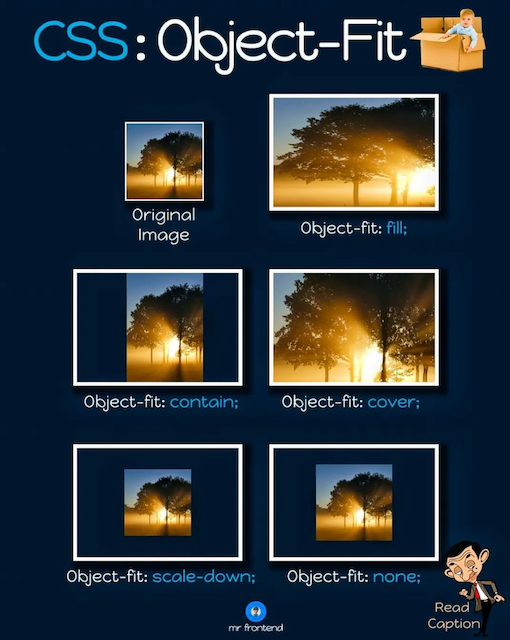 CSS: Object-Fit
Original
Image
Object-fit: fill;
Object-fit: contain;
Object-fit: cover;
Object-fit: scale-down;
Object-fit: none;
Read
Caption
mr frontend